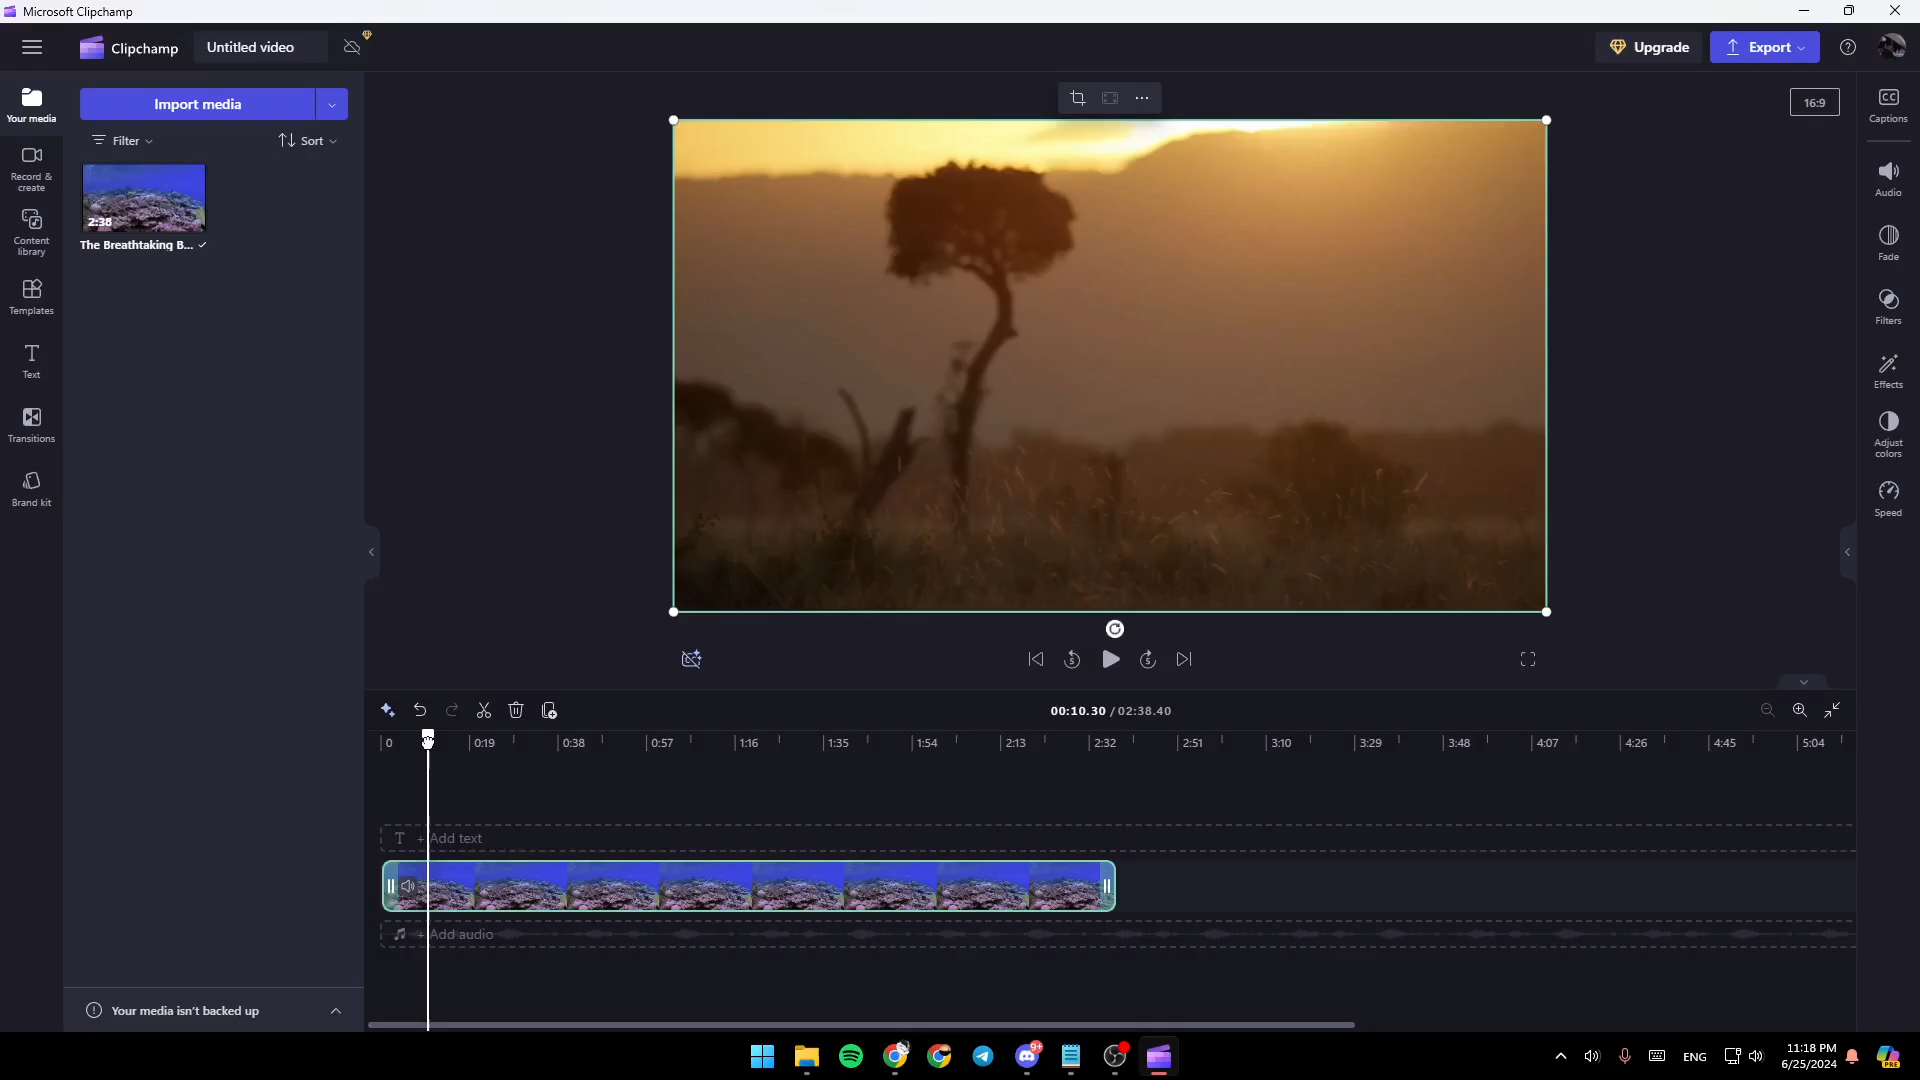 Microsoft Clipchamp
Clipchamp
Untitled video
Upgrade
Export
Your media
Import media
16:9
Captions
Filter
Sort
Record &
create
2:38
The Breathtaking B...
Audio
Content
library
Fade
Templates
Filters
Text
Effects
Transitions
Adjust
colors
Brand kit
Speed
5
5
00:10.30 / 02:38.40
0
0:19
0:38
0:57
1:16
1:35
1:54
2:13
2:32
2:51
3:10
3:29
3:48
4:07
4:26
4:45
5:04
T + Add text
+ Add audio
Your media isn't backed up
9+
ENG
11:18 PM
6/25/2024
PRE